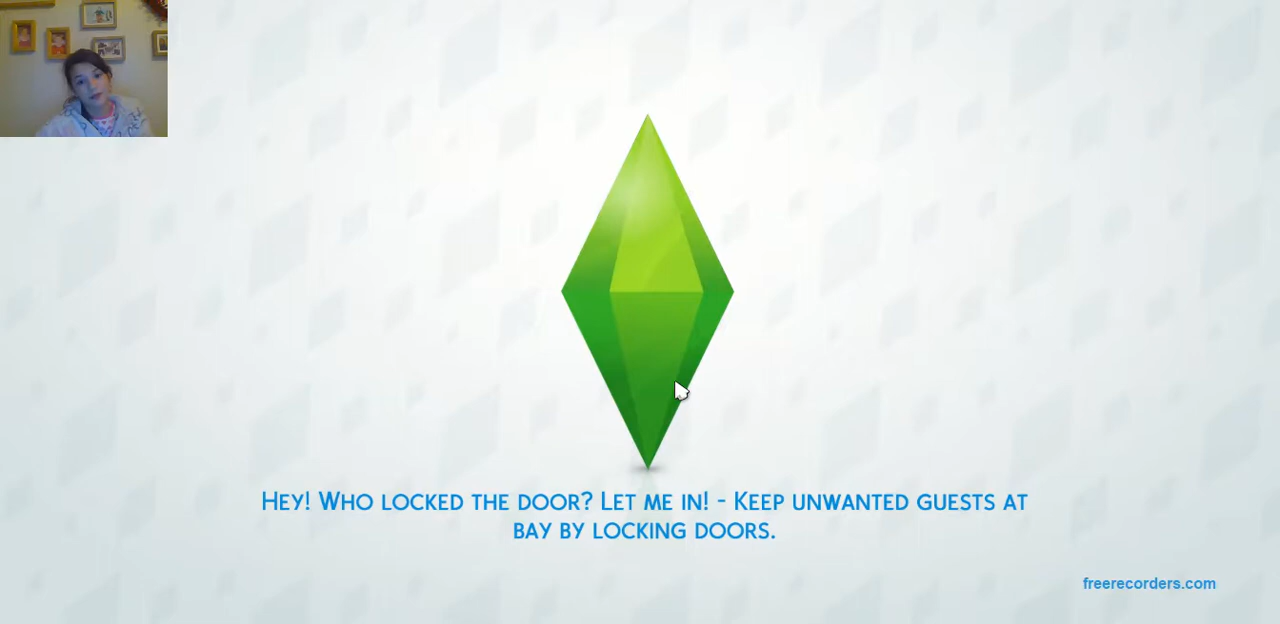 Hey! Who locked the door? Let me in! - Keep unwanted guests at
bay by locking doors.
freerecorders.com